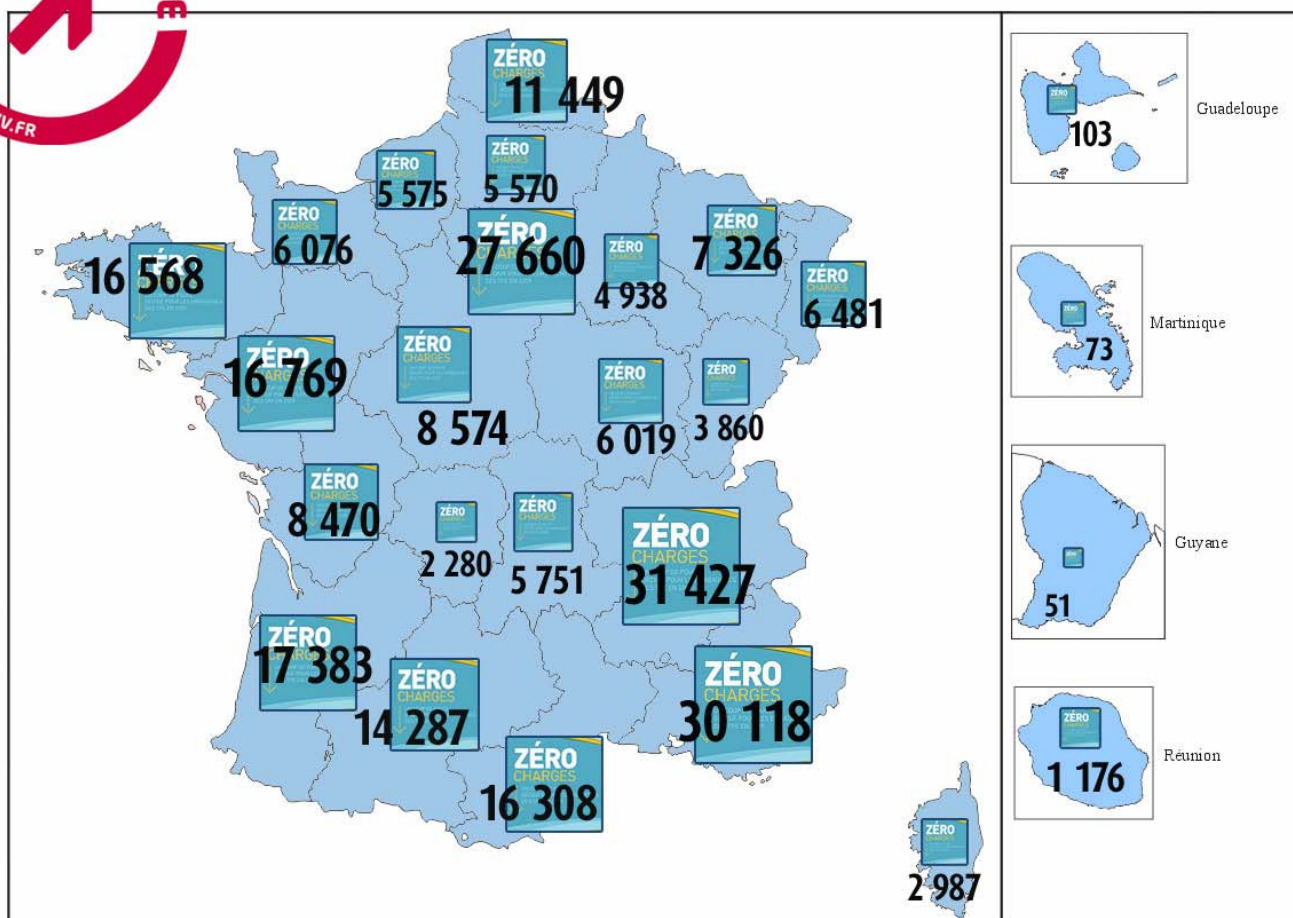 V.FR
E
ZÉRO
CHARGES
11 449
ZÉRO
CHARGES
5 575
ZÉRO
CHARGES
5 570
ZÉRO
CHARGES
6 076
ZÉRO
CHARGES
27 660
ZÉRO
CHARGES
4 938
ZÉRO
CHARGES
7 326
ZÉRO
CHARGES
6 481
ZÉRO
16 568
ZÉRO
16 769
ZÉRO
CHARGES
8 574
ZÉRO
CHARGES
6 019
ZÉRO
CHARGES
3 860
ZÉRO
CHARGES
8 470
ZÉRO
CHARGES
2 280
ZÉRO
CHARGES
5 751
ZÉRO
CHARGES
31 427
ZÉRO
CHARGES
17 383
ZÉRO
CHARGES
14 287
ZÉRO
CHARGES
30 118
ZÉRO
CHARGES
16 308
ZÉRO
CHARGES
2 987
ZÉRO
103
Guadeloupe
ZÉRO
73
Martinique
ZÉRO
51
Guyane
ZÉRO
CHARGES
1 176
Réunion